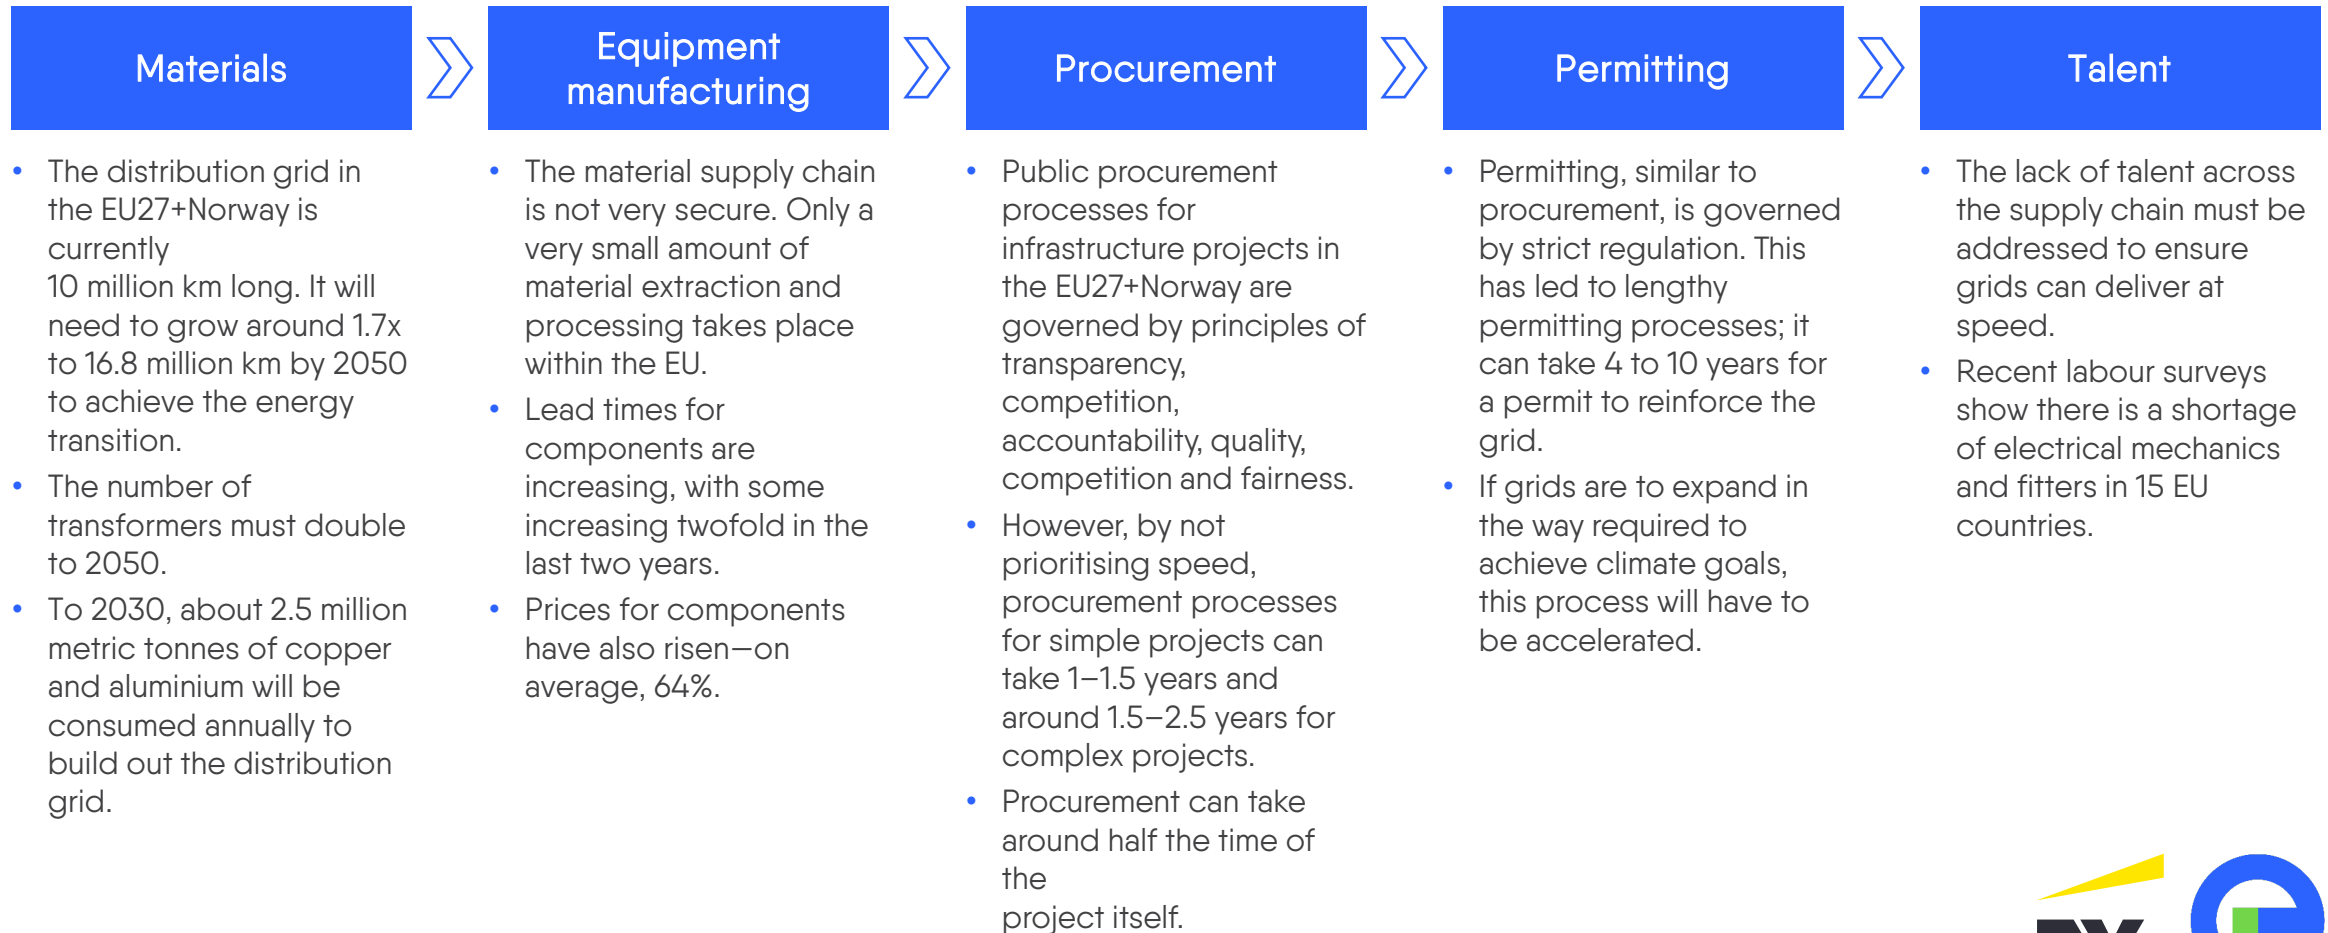 Materials
Equipment
manufacturing
Procurement
Permitting
Talent
• The distribution grid in
the EU27+Norway is
currently
10 million km long. It will
need to grow around 1.7x
to 16.8 million km by 2050
to achieve the energy
transition.
• The number of
transformers must double
to 2050.
• To 2030, about 2.5 million
metric tonnes of copper
and aluminium will be
consumed annually to
build out the distribution
grid.
• The material supply chain
is not very secure. Only a
very small amount of
material extraction and
processing takes place
within the EU.
• Lead times for
components are
increasing, with some
increasing twofold in the
last two years.
• Prices for components
have also risen—on
average, 64%.
• Public procurement
processes for
infrastructure projects in
the EU27+Norway are
governed by principles of
transparency,
competition,
accountability, quality,
competition and fairness.
• However, by not
prioritising speed,
procurement processes
for simple projects can
take 1–1.5 years and
around 1.5–2.5 years for
complex projects.
• Procurement can take
around half the time of
the
project itself.
• Permitting, similar to
procurement, is governed
by strict regulation. This
has led to lengthy
permitting processes; it
can take 4 to 10 years for
a permit to reinforce the
grid.
• If grids are to expand in
the way required to
achieve climate goals,
this process will have to
be accelerated.
• The lack of talent across
the supply chain must be
addressed to ensure
grids can deliver at
speed.
• Recent labour surveys
show there is a shortage
of electrical mechanics
and fitters in 15 EU
countries.